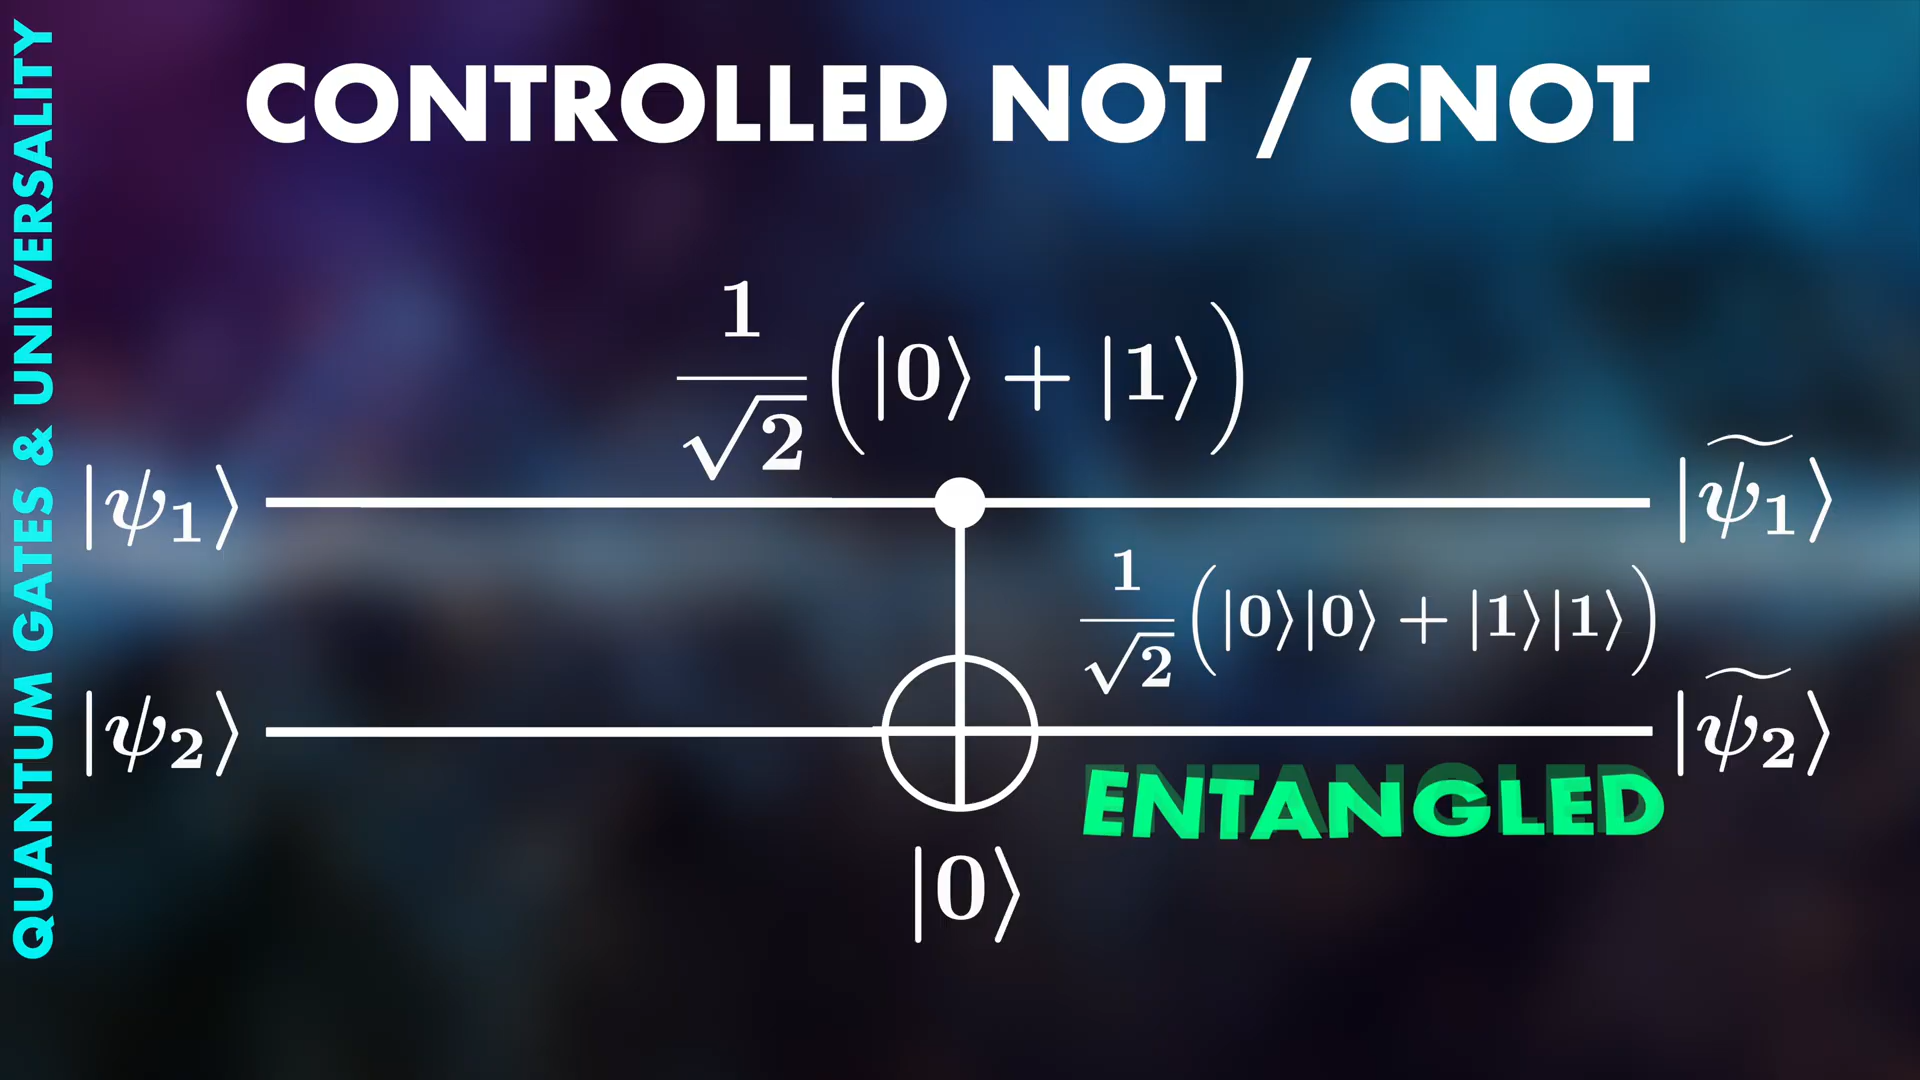 CONTROLLED NOT / CNOT
QUANTUM GATES & UNIVERSALITY
1/√2 (|0⟩ + |1⟩)
|ψ₁⟩
|ψ̃₁⟩
1/√2 (|0⟩|0⟩ + |1⟩|1⟩)
|ψ₂⟩
|ψ̃₂⟩
ENTANGLED
|0⟩